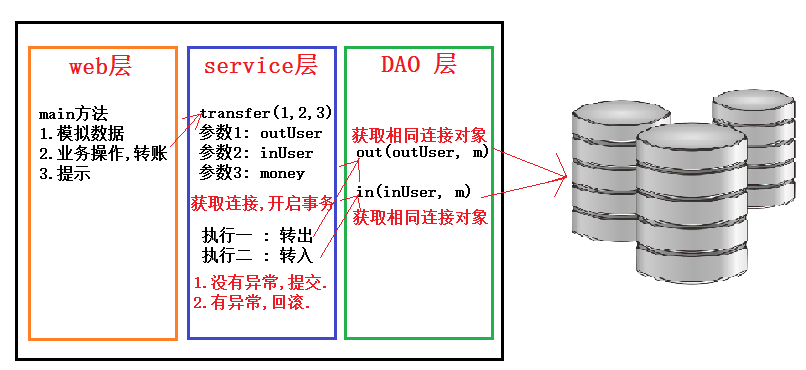 web层
main方法
1.模拟数据
2.业务操作,转账
3.提示
service层
transfer(1,2,3)
参数1: outUser
参数2: inUser
参数3: money
获取连接,开启事务
执行一 : 转出
执行二 : 转入
1.没有异常,提交.
2.有异常,回滚.
DAO 层
获取相同连接对象
out(outUser, m)
in(inUser, m)
获取相同连接对象